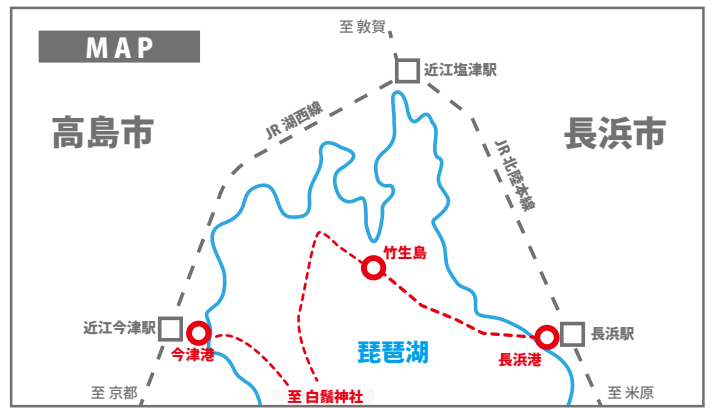 MAP
至 敦賀
近江塩津駅
高島市
JR 湖西線
長浜市
JR 北陸本線
竹生島
近江今津駅
今津港
琵琶湖
長浜港
長浜駅
至 京都
至 白鬚神社
至 米原